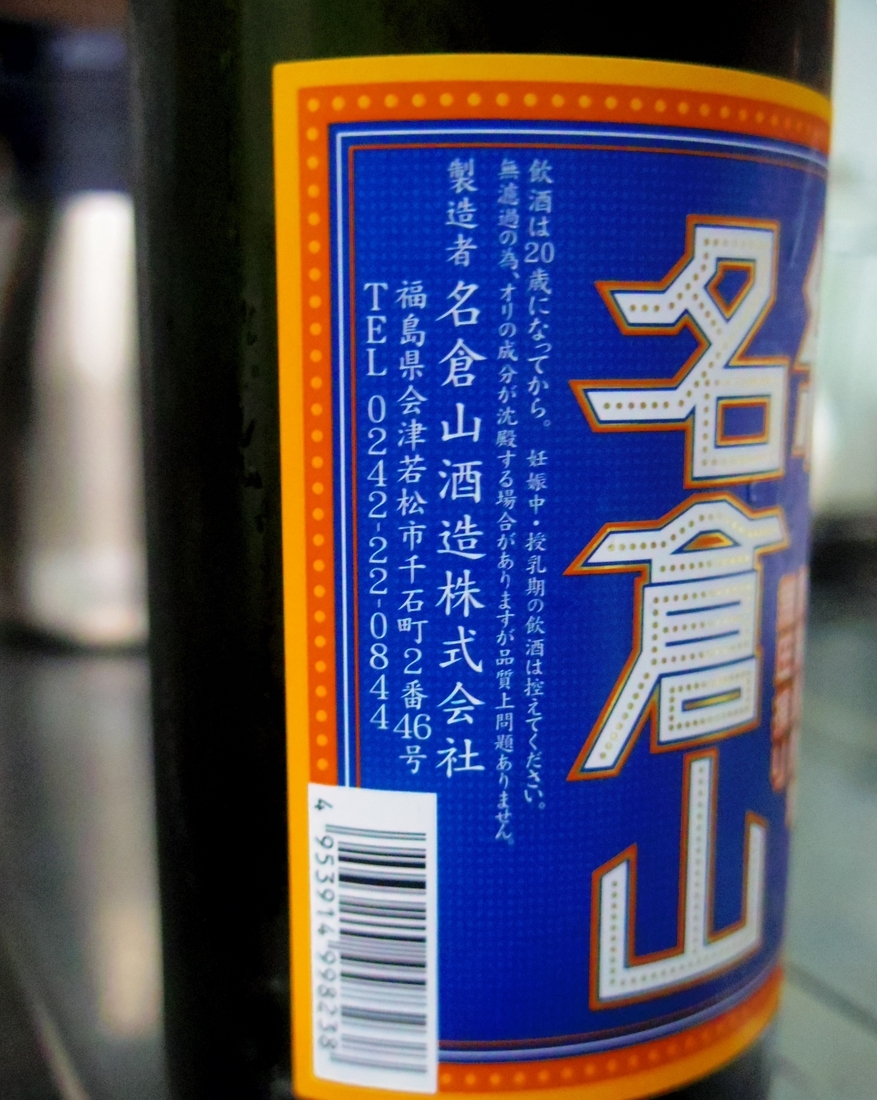 名倉山
飲酒は20歳になってから。 妊娠中・授乳期の飲酒は控えてください。
無濾過の為、オリの成分が沈殿する場合がありますが品質上問題ありません。
製造者 名倉山酒造株式会社
福島県会津若松市千石町2番46号
TEL 0242-22-0844
4 953914 998238